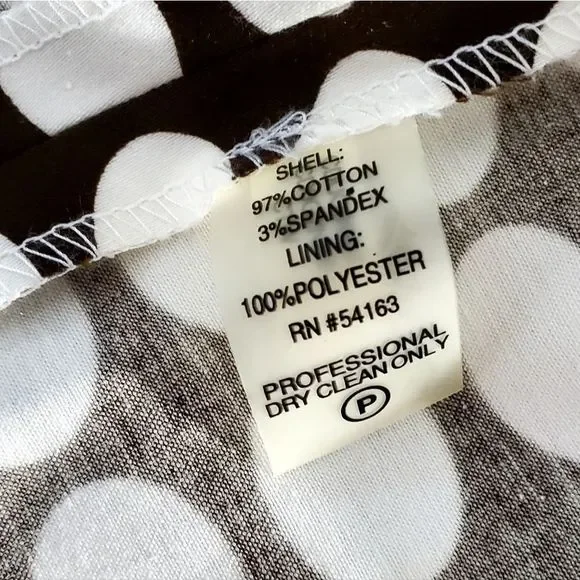 SHELL:
97%COTTON
3%SPANDEX
LINING:
100%POLYESTER
RN #54163
PROFESSIONAL
DRY CLEAN ONLY
P